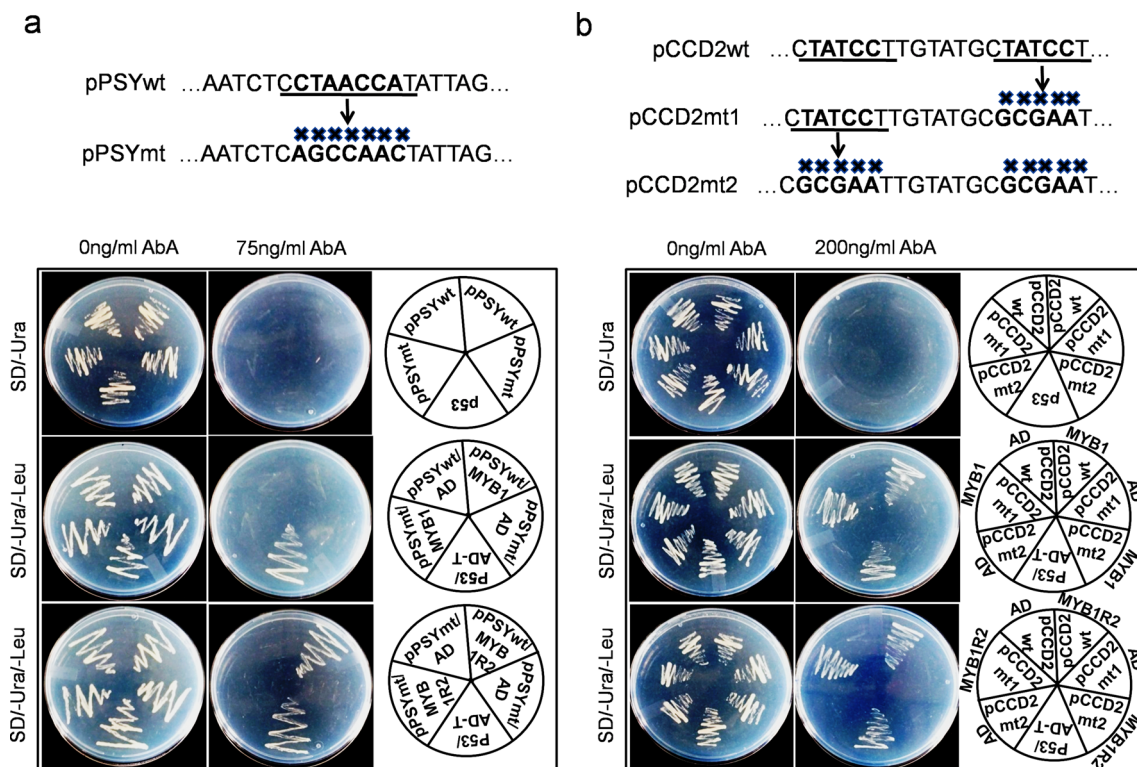 a
pPSYwt ...AATCTCCCTAACCATATTAG...
pPSYmt ...AATCTCAGCCAACTATTAG...
0ng/ml AbA
75ng/ml AbA
SD/-Ura
pPSYwt
pPSYwt
pPSYmt
p53
pPSYmt
SD/-Ura/-Leu
pPSYwt/
AD
pPSYwt/
MYB1
pPSYmt/
AD
P53/
AD-T
pPSYmt/
MYB1
SD/-Ura/-Leu
pPSYmt/
AD
pPSYwt/
MYB
1R2
pPSYmt/
AD
P53/
AD-T
pPSYmt/
MYB
1R2
b
pCCD2wt ...CTATCCTTGTATGCTATCCT...
pCCD2mt1 ...CTATCCTTGTATGCGCGAAT...
pCCD2mt2 ...CGCGAATTGTATGCGCGAAT...
0ng/ml AbA
200ng/ml AbA
SD/-Ura
pCCD2
wt
pCCD2
wt
pCCD2
mt1
pCCD2
mt2
p53
pCCD2
mt2
pCCD2
mt1
SD/-Ura/-Leu
AD
pCCD2
wt
MYB1
pCCD2
wt
AD
pCCD2
mt1
MYB1
pCCD2
mt2
P53/
AD-T
AD
pCCD2
mt2
MYB1
pCCD2
mt1
SD/-Ura/-Leu
AD
pCCD2
wt
MYB1R2
pCCD2
wt
AD
pCCD2
mt1
MYB1R2
pCCD2
mt2
P53/
AD-T
AD
pCCD2
mt2
MYB1R2
pCCD2
mt1